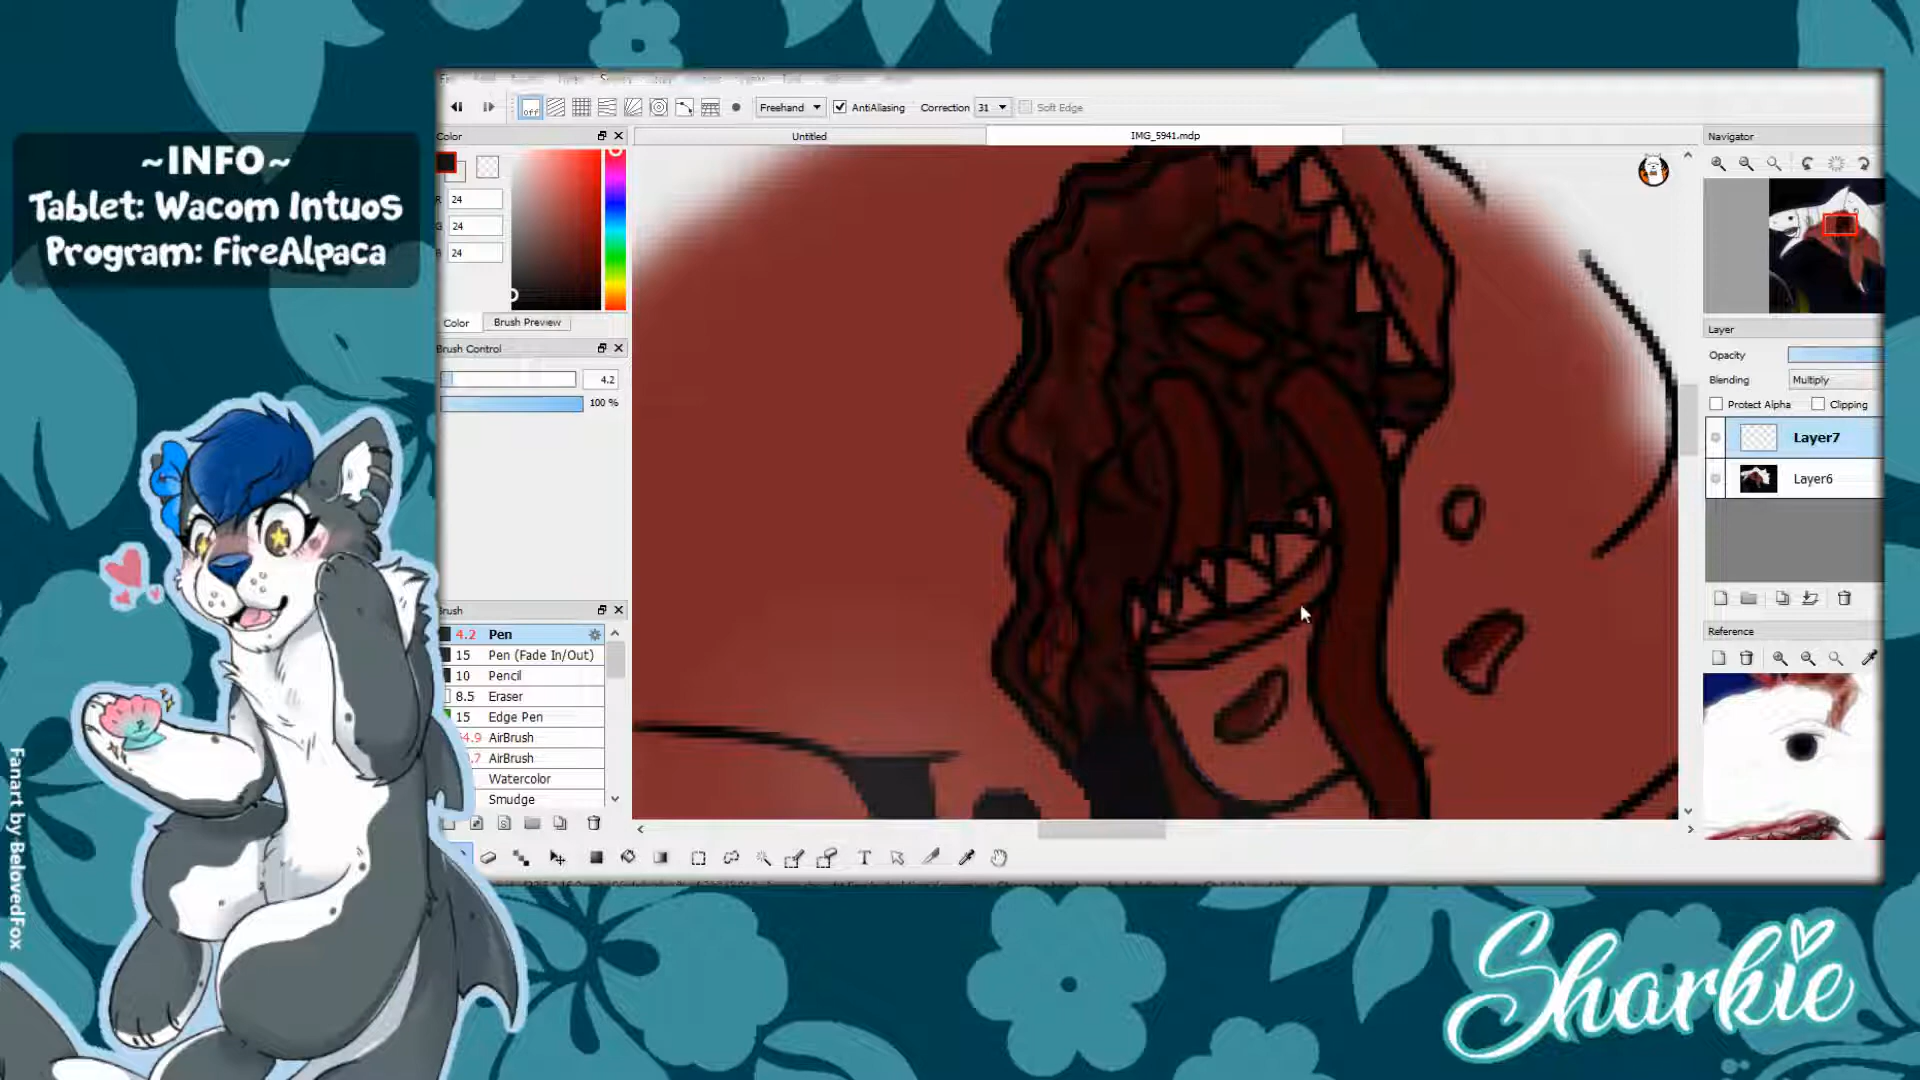 ~INFO~
Tablet: Wacom Intuos
Program: FireAlpaca
off
Freehand
AntiAliasing
Correction
31
Soft Edge
Color
Untitled
IMG_5941.mdp
Navigator
R
24
24
24
Color
Brush Preview
Brush Control
4.2
100 %
Layer
Opacity
Blending
Multiply
Protect Alpha
Clipping
Layer7
Layer6
Reference
Brush
4.2
Pen
15
Pen (Fade In/Out)
10
Pencil
8.5
Eraser
15
Edge Pen
AirBrush
AirBrush
Watercolor
Smudge
T
Fanart by BelovedFox
Sharkie